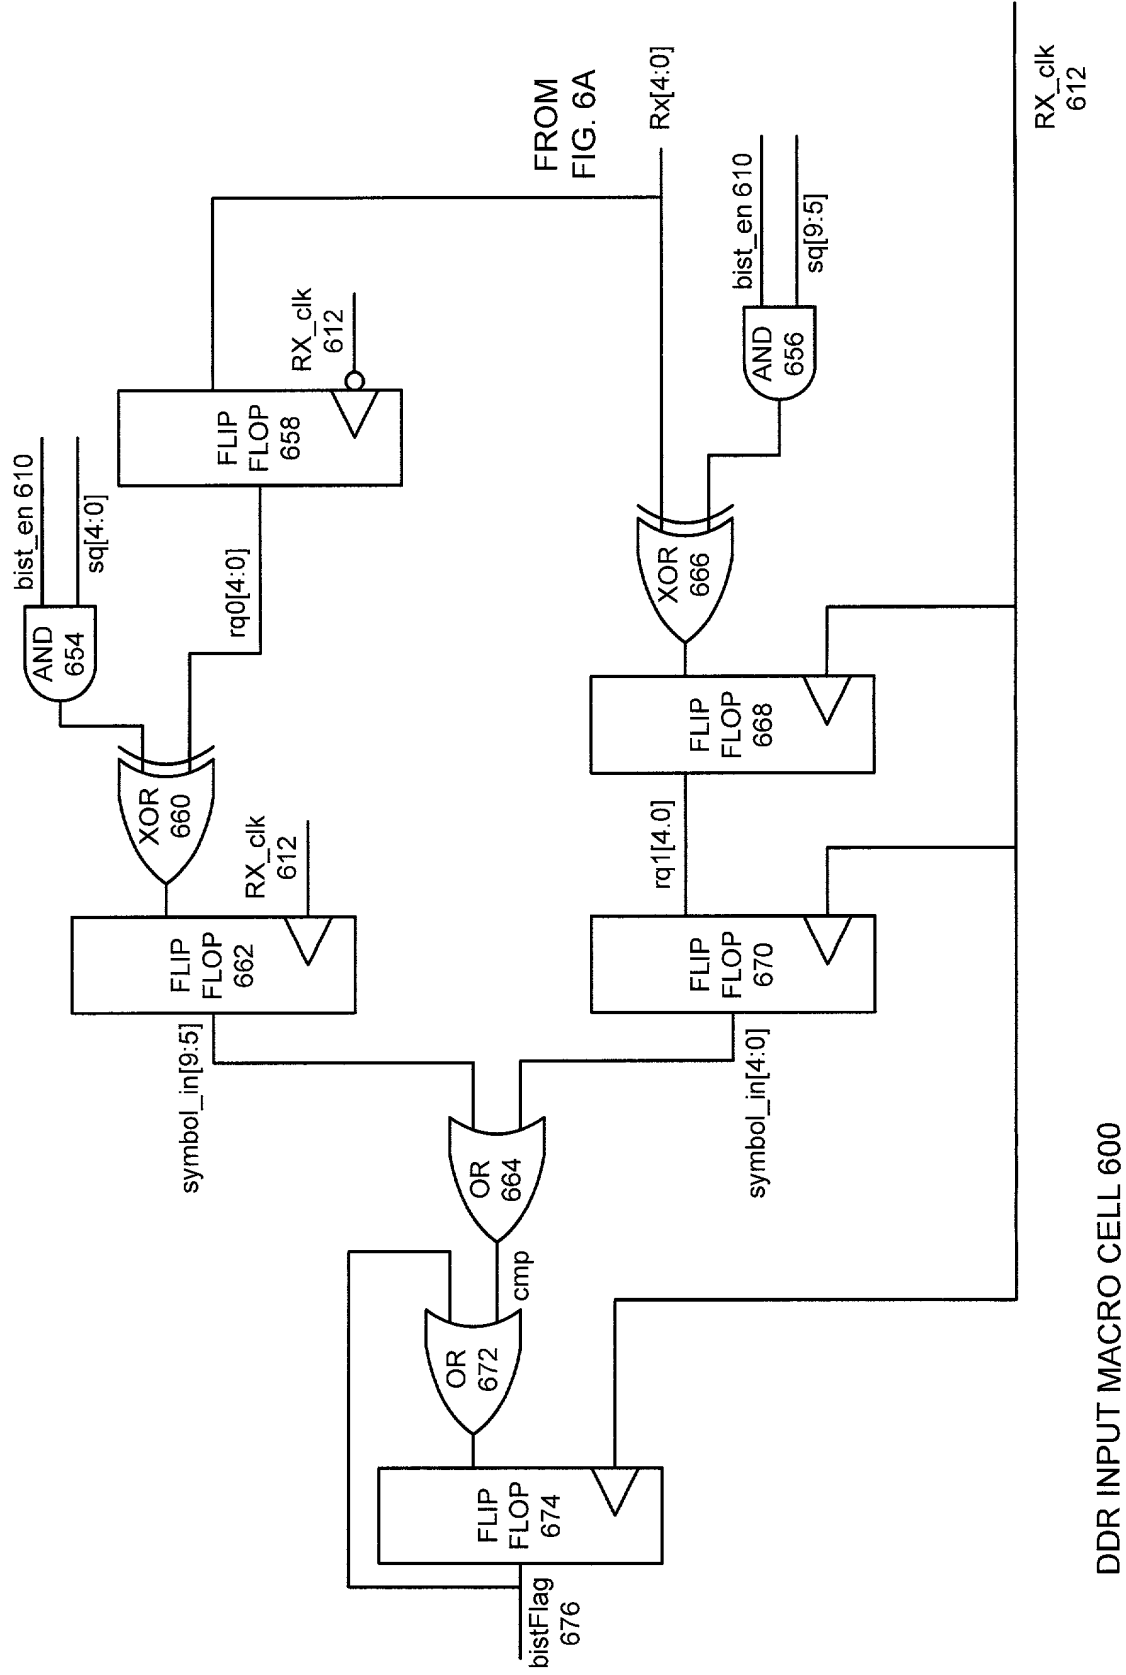 FROM
FIG. 6A
Rx[4:0]
RX_clk
612
bist_en 610
sq[9:5]
AND
656
RX_clk
612
FLIP
FLOP
658
bist_en 610
sq[4:0]
AND
654
rq0[4:0]
XOR
666
XOR
660
FLIP
FLOP
668
RX_clk
612
rq1[4.0]
FLIP
FLOP
662
FLIP
FLOP
670
symbol_in[9:5]
symbol_in[4:0]
OR
664
cmp
OR
672
FLIP
FLOP
674
bistFlag
676
DDR INPUT MACRO CELL 600